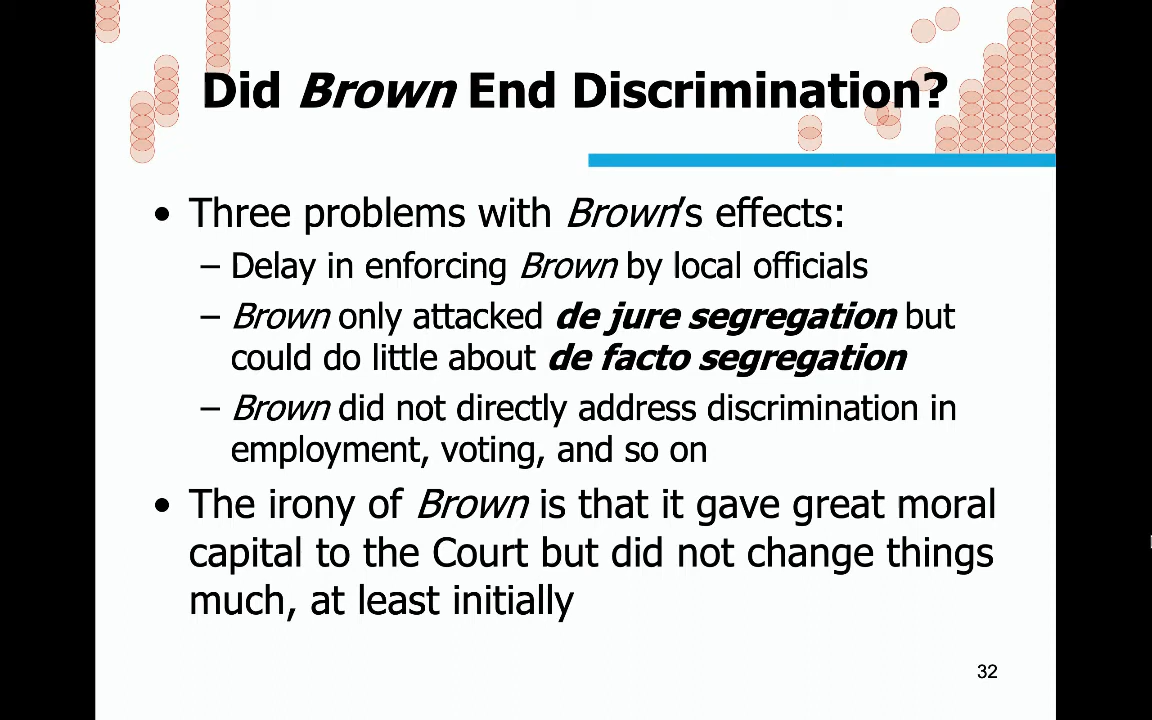 Did Brown End Discrimination?
• Three problems with Brown's effects:
– Delay in enforcing Brown by local officials
– Brown only attacked de jure segregation but
could do little about de facto segregation
– Brown did not directly address discrimination in
employment, voting, and so on
• The irony of Brown is that it gave great moral
capital to the Court but did not change things
much, at least initially
32